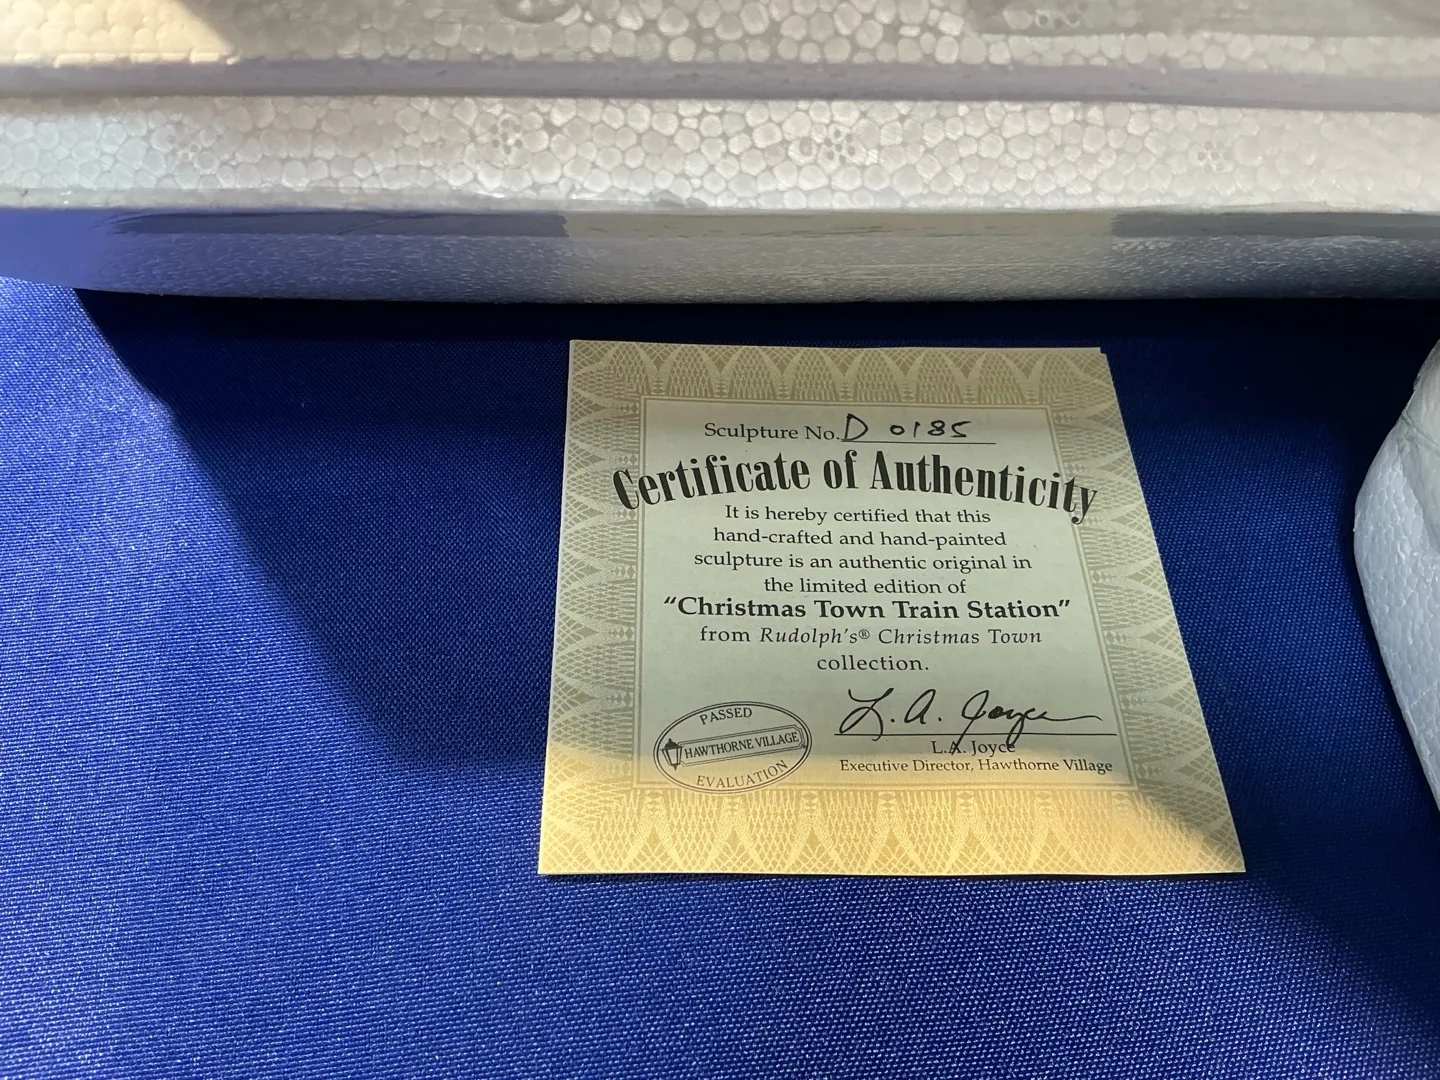 Sculpture No. D 0185
Certificate of Authenticity
It is hereby certified that this
hand-crafted and hand-painted
sculpture is an authentic original in
the limited edition of
“Christmas Town Train Station”
from Rudolph's® Christmas Town
collection.
PASSED
HAWTHORNE VILLAGE
EVALUATION
L. A. Joyce
L.A. Joyce
Executive Director, Hawthorne Village